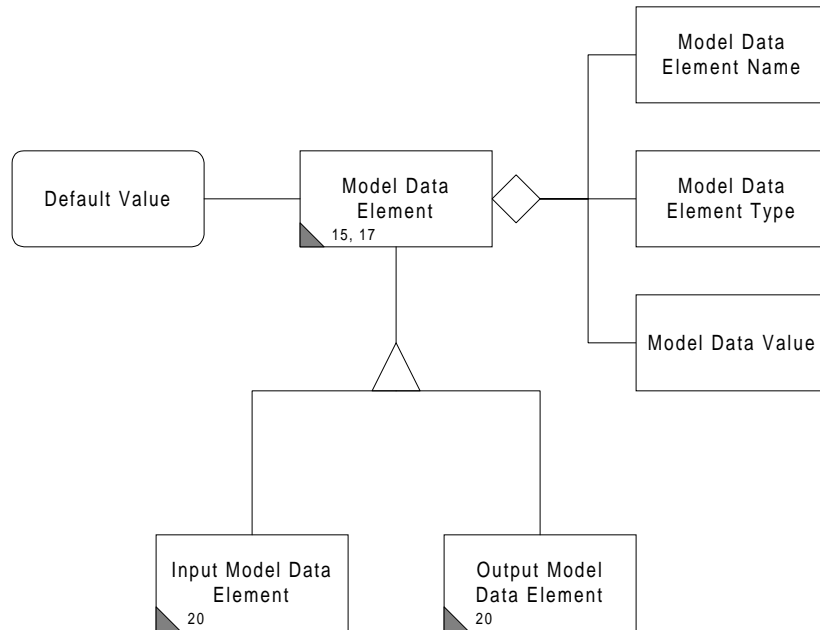 Model Data
Element Name
Default Value
Model Data
Element
15, 17
Model Data
Element Type
Model Data Value
Input Model Data
Element
20
Output Model
Data Element
20